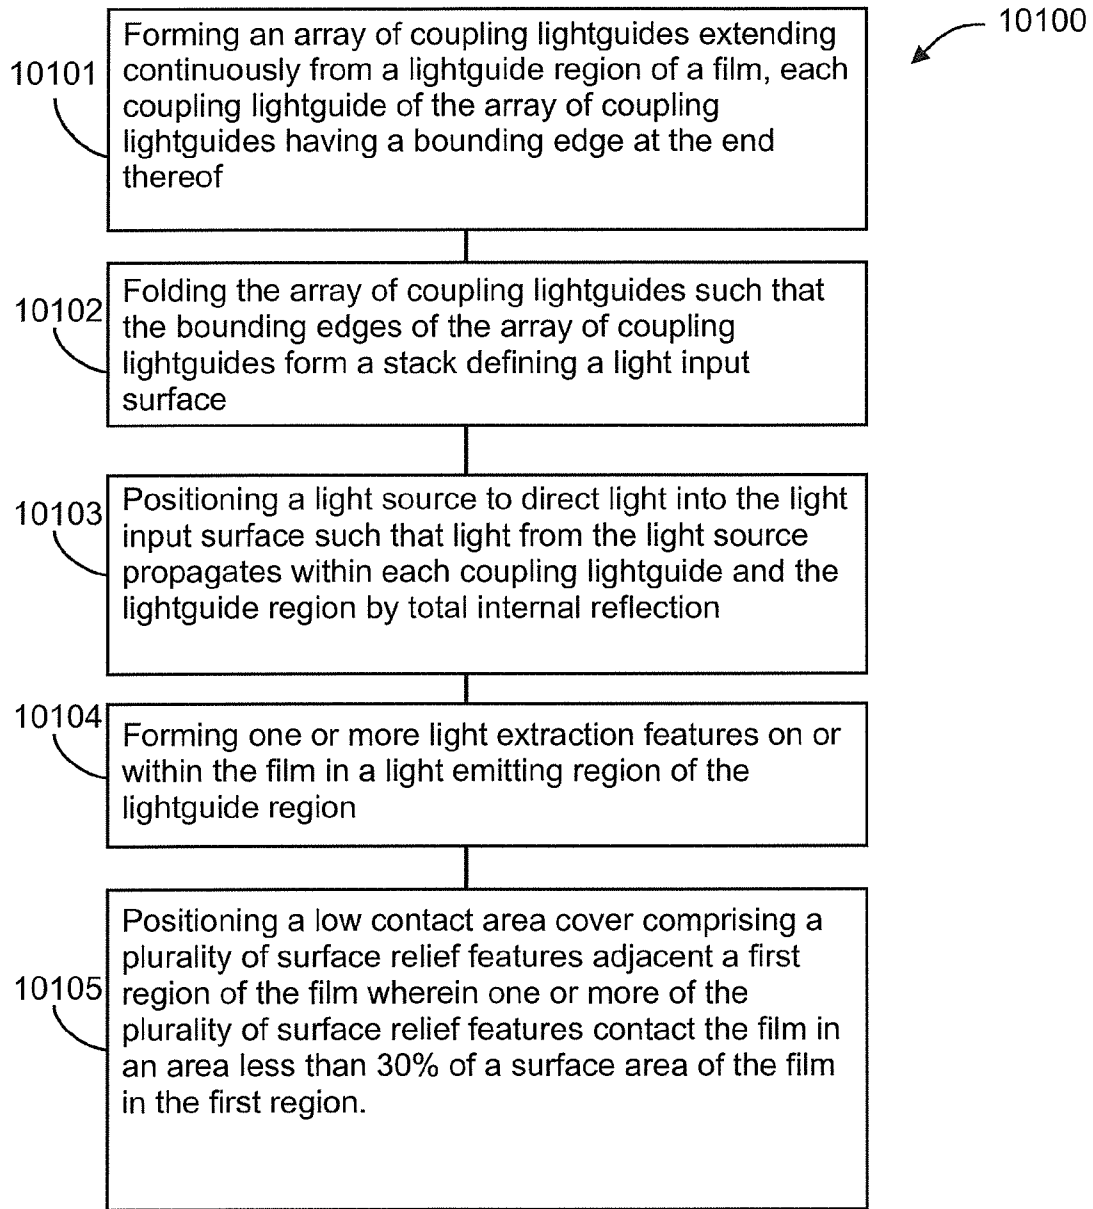 10100
10101
Forming an array of coupling lightguides extending
continuously from a lightguide region of a film, each
coupling lightguide of the array of coupling
lightguides having a bounding edge at the end
thereof
10102
Folding the array of coupling lightguides such that
the bounding edges of the array of coupling
lightguides form a stack defining a light input
surface
10103
Positioning a light source to direct light into the light
input surface such that light from the light source
propagates within each coupling lightguide and the
lightguide region by total internal reflection
10104
Forming one or more light extraction features on or
within the film in a light emitting region of the
lightguide region
10105
Positioning a low contact area cover comprising a
plurality of surface relief features adjacent a first
region of the film wherein one or more of the
plurality of surface relief features contact the film in
an area less than 30% of a surface area of the film
in the first region.